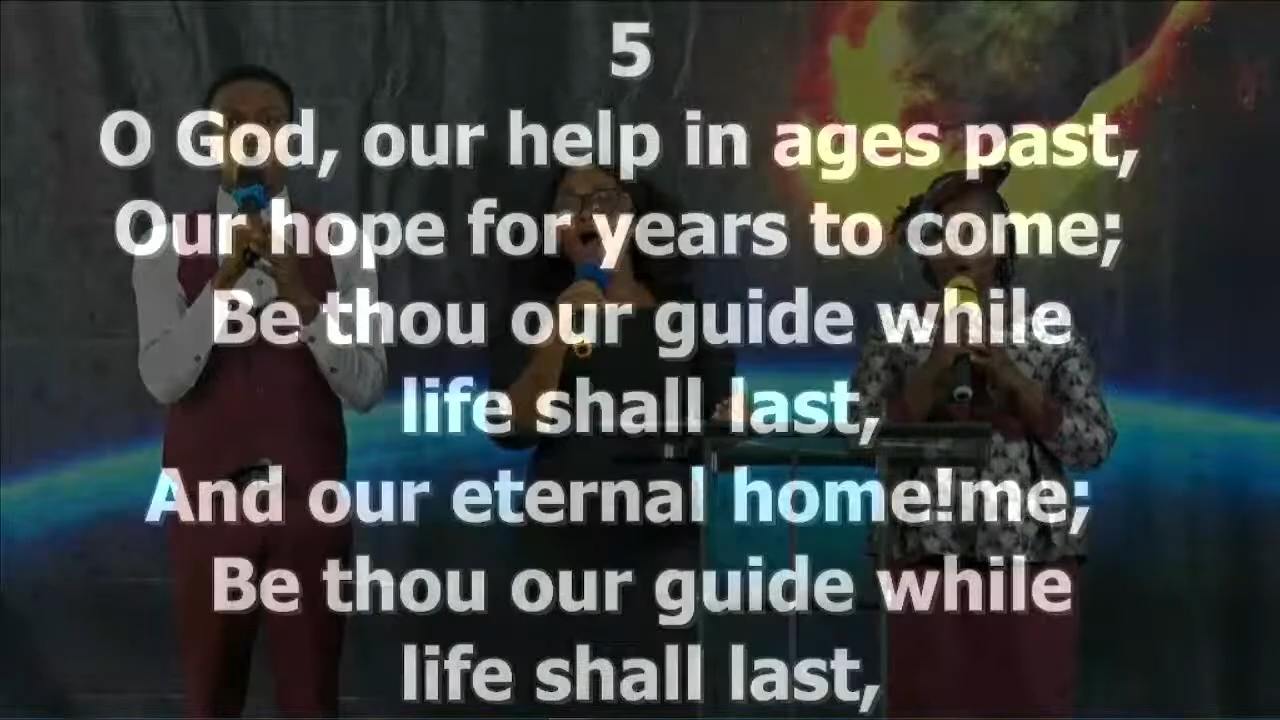 5
O God, our help in ages past,
Our hope for years to come;
Be thou our guide while
life shall last,
And our eternal home!me;
Be thou our guide while
life shall last,